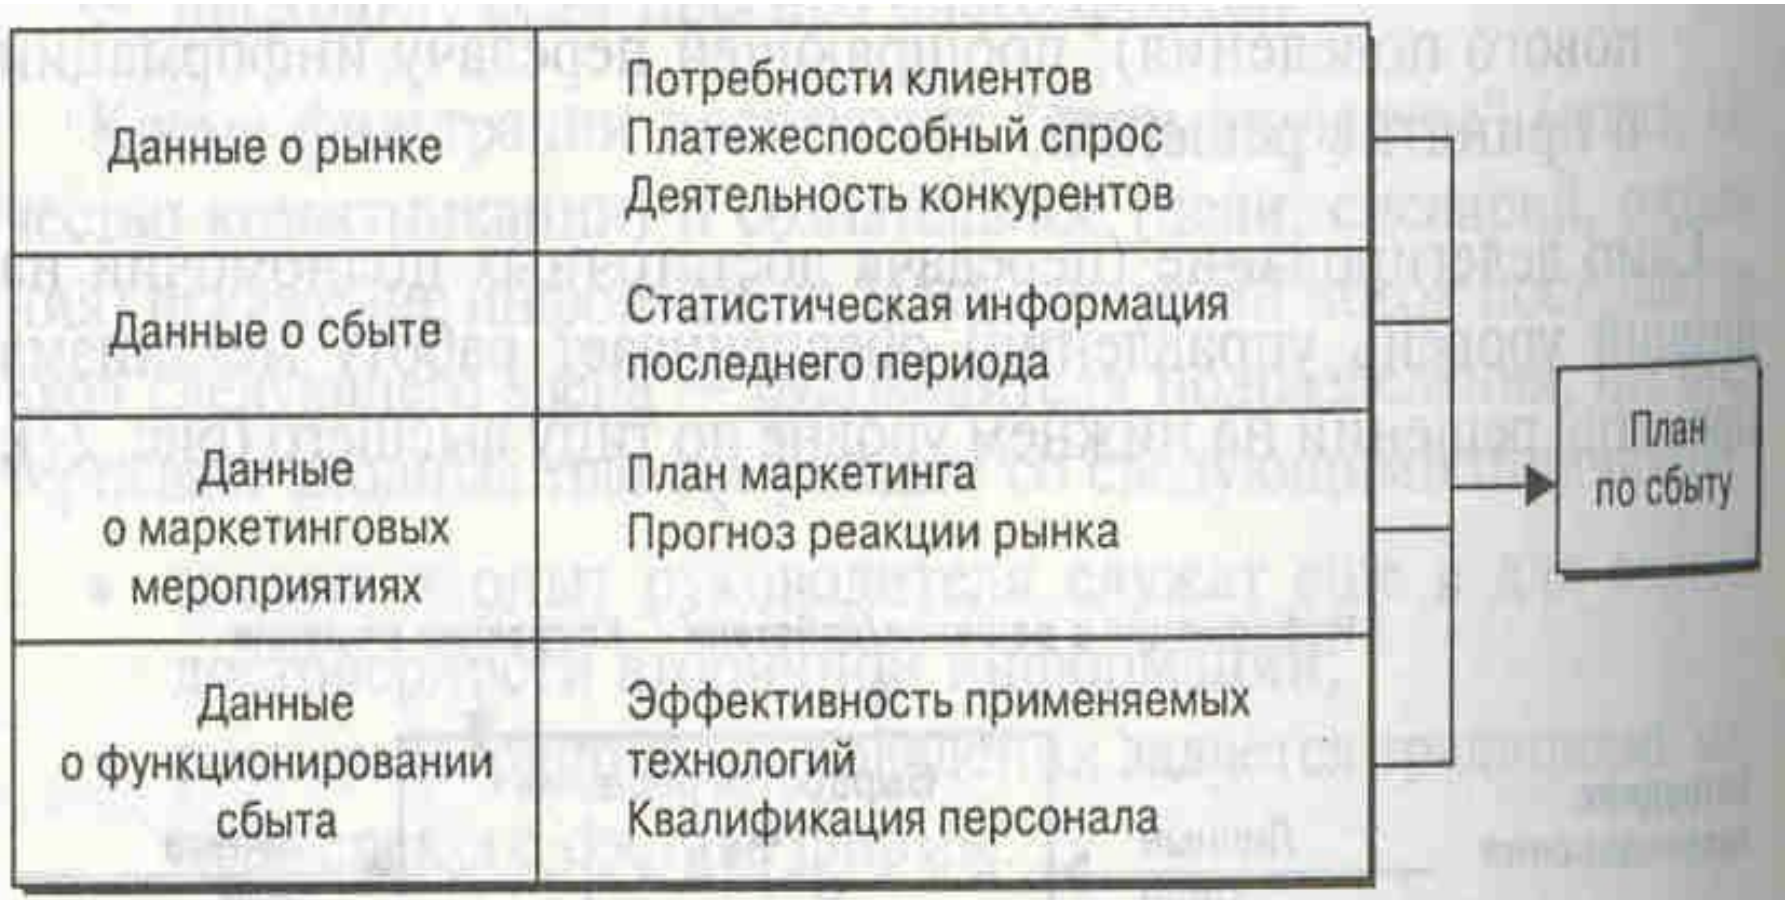 Данные о рынке
Потребности клиентов
Платежеспособный спрос
Деятельность конкурентов
Данные о сбыте
Статистическая информация
последнего периода
Данные
о маркетинговых
мероприятиях
План маркетинга
Прогноз реакции рынка
Данные
о функционировании
сбыта
Эффективность применяемых
технологий
Квалификация персонала
План
по сбыту